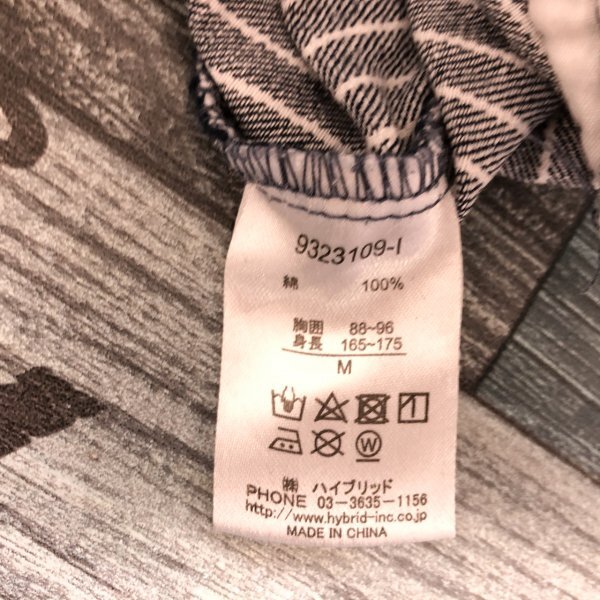 9323109-I
綿 100%
胸囲 88~96
身長 165~175
M
W
㈱ ハイブリッド
PHONE 03-3635-1156
http://www.hybrid-inc.co.jp
MADE IN CHINA